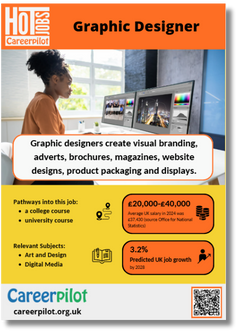 HOT
JOBS
Careerpilot
Graphic Designer
Graphic designers create visual branding,
adverts, brochures, magazines, website
designs, product packaging and displays.
Pathways into this job:
• a college course
• university course
£20,000-£40,000
Average UK salary in 2024 was
£37,430 (source Office for National
Statistics)
Relevant Subjects:
• Art and Design
• Digital Media
3.2%
Predicted UK job growth
by 2028
Careerpilot
careerpilot.org.uk